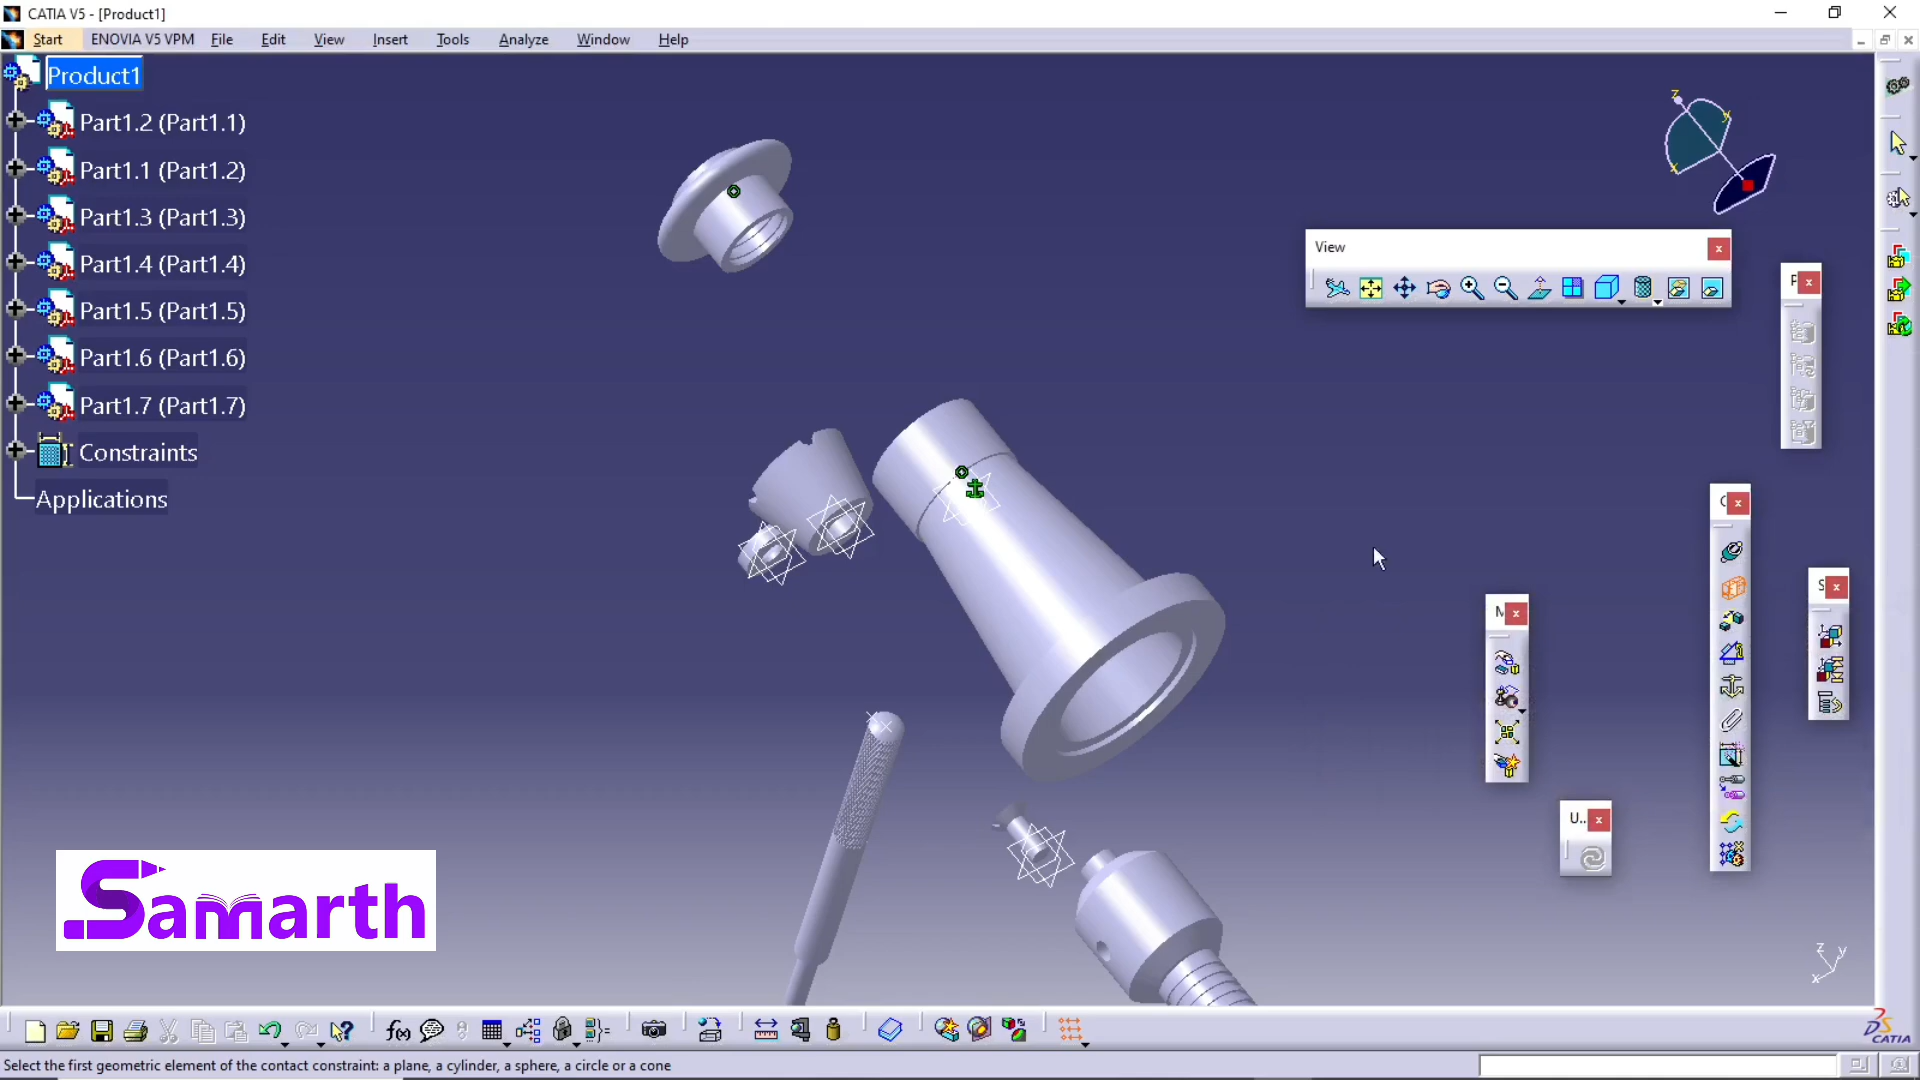 CATIA V5 - [Product1]
Start ENOVIA V5 VPM File Edit View Insert Tools Analyze Window Help
Product1
Part1.2 (Part1.1)
Part1.1 (Part1.2)
Part1.3 (Part1.3)
Part1.4 (Part1.4)
Part1.5 (Part1.5)
Part1.6 (Part1.6)
Part1.7 (Part1.7)
Constraints
Applications
z
y
x
View
U..
Samarth
z y
x
f(x)
CATIA
Select the first geometric element of the contact constraint: a plane, a cylinder, a sphere, a circle or a cone